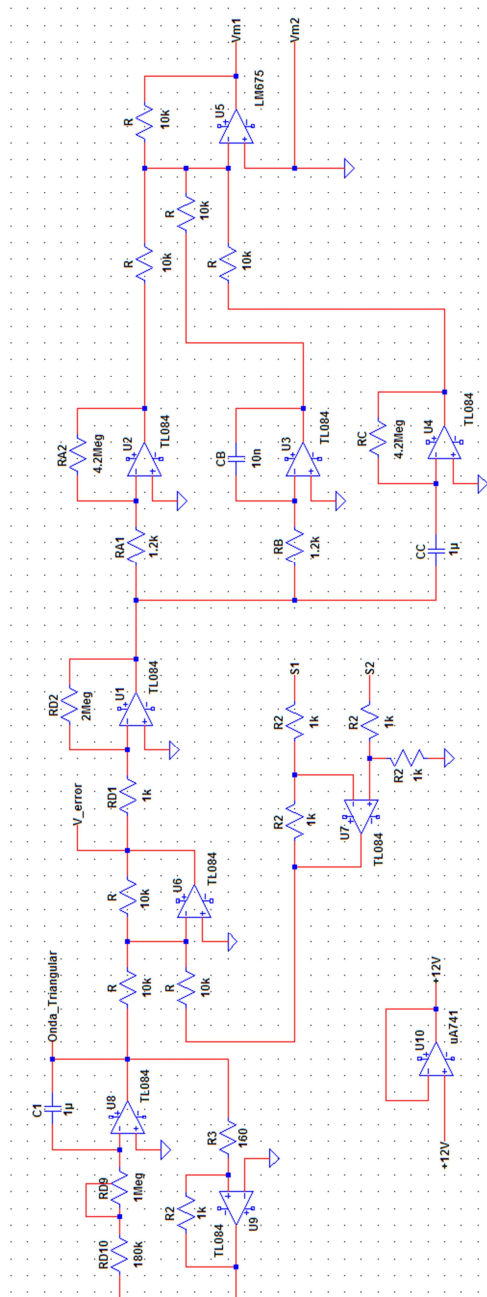 Vm1
Vm2
R
10k
U5
LM675
R
10k
R
10k
R
10k
RA2
4.2Meg
U2
TL084
RA1
1.2k
CB
10n
U3
TL084
RB
1.2k
RC
4.2Meg
U4
TL084
CC
1µ
RD2
2Meg
U1
TL084
RD1
1k
V_error
S1
S2
R2
1k
R2
1k
R2
1k
R2
1k
U7
TL084
R
10k
U6
TL084
R
10k
R
10k
Onda_Triangular
C1
1µ
U8
TL084
RD9
1Meg
RD10
180k
R3
160
R2
1k
TL084
U9
+12V
U10
uA741
+12V